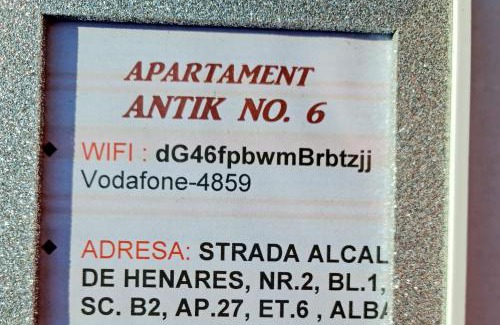 APARTAMENT
ANTIK NO. 6
WIFI : dG46fpbwmBrbtzjj
Vodafone-4859
ADRESA: STRADA ALCAL
DE HENARES, NR.2, BL.1,
SC. B2, AP.27, ET.6 , ALBA